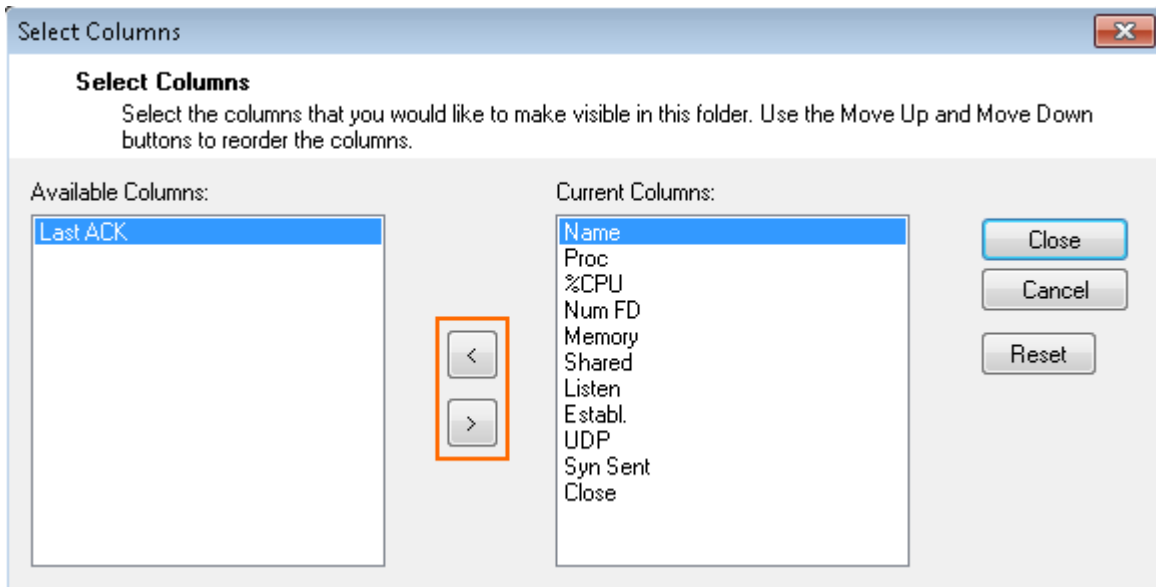 Select Columns
Select Columns
Select the columns that you would like to make visible in this folder. Use the Move Up and Move Down
buttons to reorder the columns.
Available Columns:
Last ACK
<
>
Current Columns:
Name
Proc
%CPU
Num FD
Memory
Shared
Listen
Establ.
UDP
Syn Sent
Close
Close
Cancel
Reset